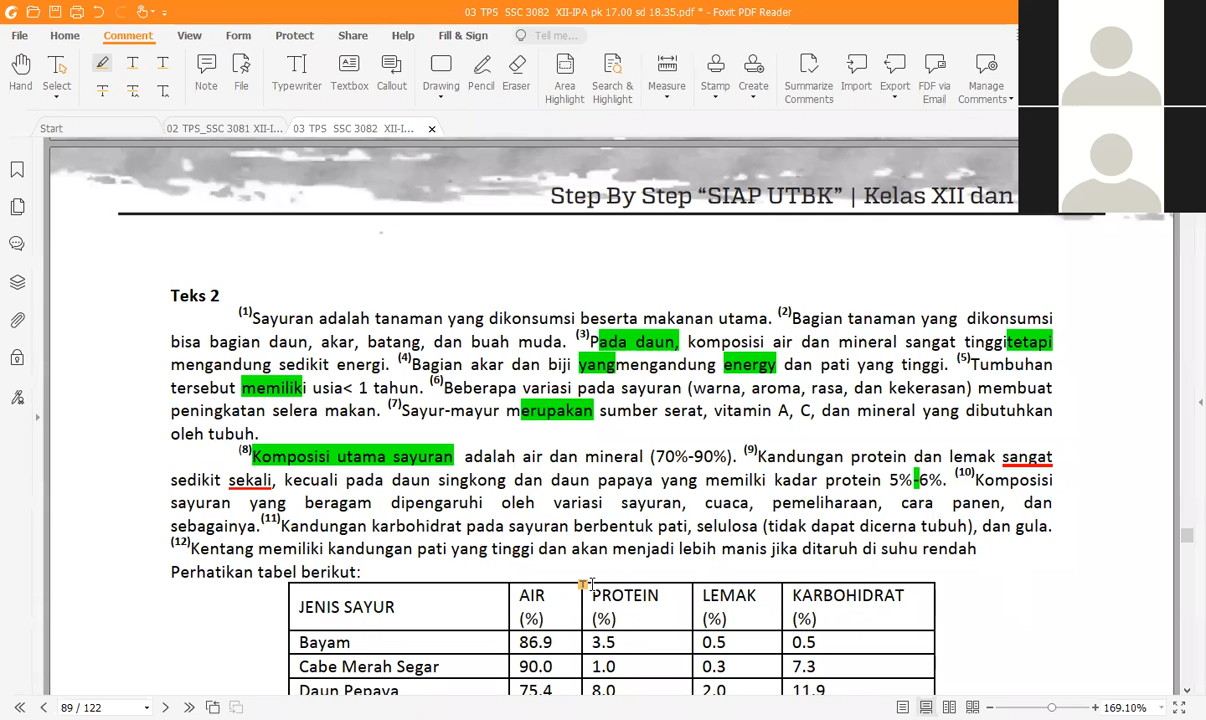 03 TPS SSC 3082 XII-IPA pk 17.00 sd 18.35.pdf * - Foxit PDF Reader
File Home Comment View Form Protect Share Help Fill & Sign Tell me...
Hand Select Note File Typewriter Textbox Callout Drawing Pencil Eraser Area Highlight Search & Highlight Measure Stamp Create Summarize Comments Import Export FDF via Email Manage Comments
Start 02 TPS_SSC 3081 XII-I... 03 TPS SSC 3082 XII-I...
Step By Step “SIAP UTBK” | Kelas XII dan
Teks 2
(1)Sayuran adalah tanaman yang dikonsumsi beserta makanan utama. (2)Bagian tanaman yang dikonsumsi
bisa bagian daun, akar, batang, dan buah muda. (3)Pada daun, komposisi air dan mineral sangat tinggitetapi
mengandung sedikit energi. (4)Bagian akar dan biji yangmengandung energy dan pati yang tinggi. (5)Tumbuhan
tersebut memiliki usia< 1 tahun. (6)Beberapa variasi pada sayuran (warna, aroma, rasa, dan kekerasan) membuat
peningkatan selera makan. (7)Sayur-mayur merupakan sumber serat, vitamin A, C, dan mineral yang dibutuhkan
oleh tubuh.
(8)Komposisi utama sayuran adalah air dan mineral (70%-90%). (9)Kandungan protein dan lemak sangat
sedikit sekali, kecuali pada daun singkong dan daun papaya yang memilki kadar protein 5%-6%. (10)Komposisi
sayuran yang beragam dipengaruhi oleh variasi sayuran, cuaca, pemeliharaan, cara panen, dan
sebagainya.(11)Kandungan karbohidrat pada sayuran berbentuk pati, selulosa (tidak dapat dicerna tubuh), dan gula.
(12)Kentang memiliki kandungan pati yang tinggi dan akan menjadi lebih manis jika ditaruh di suhu rendah
Perhatikan tabel berikut:
JENIS SAYUR AIR (%) PROTEIN (%) LEMAK (%) KARBOHIDRAT (%)
Bayam 86.9 3.5 0.5 0.5
Cabe Merah Segar 90.0 1.0 0.3 7.3
Daun Pepaya 75.4 8.0 2.0 11.9
89 / 122 169.10%